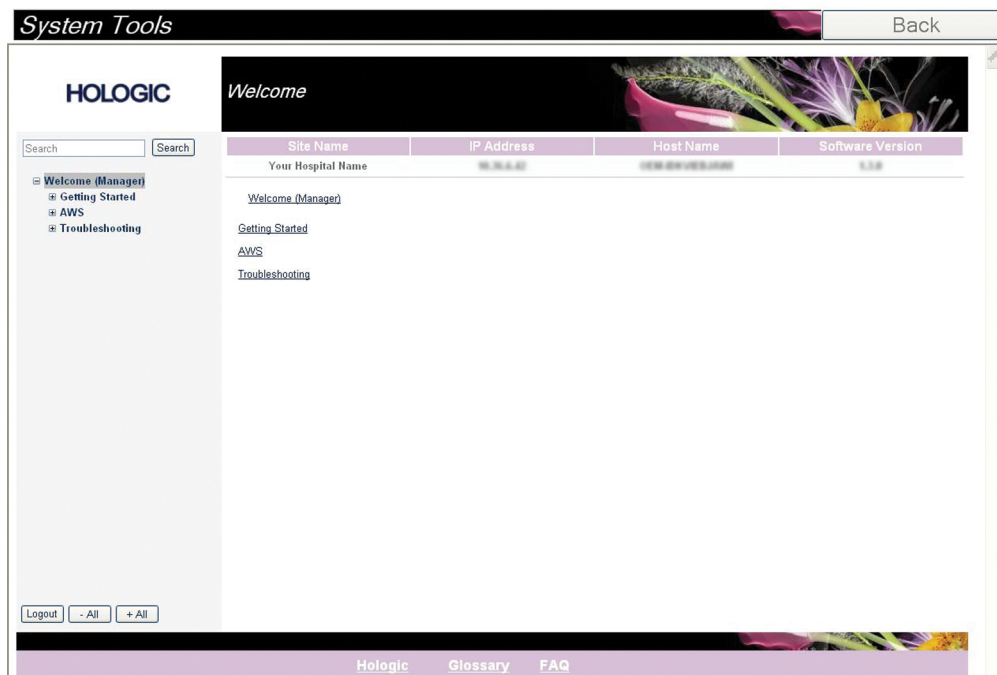 System Tools
Back
HOLOGIC
Welcome
Search Search
Site Name IP Address Host Name Software Version
Your Hospital Name
Welcome (Manager)
Getting Started
AWS
Troubleshooting
Welcome (Manager)
Getting Started
AWS
Troubleshooting
Logout - All + All
Hologic Glossary FAQ